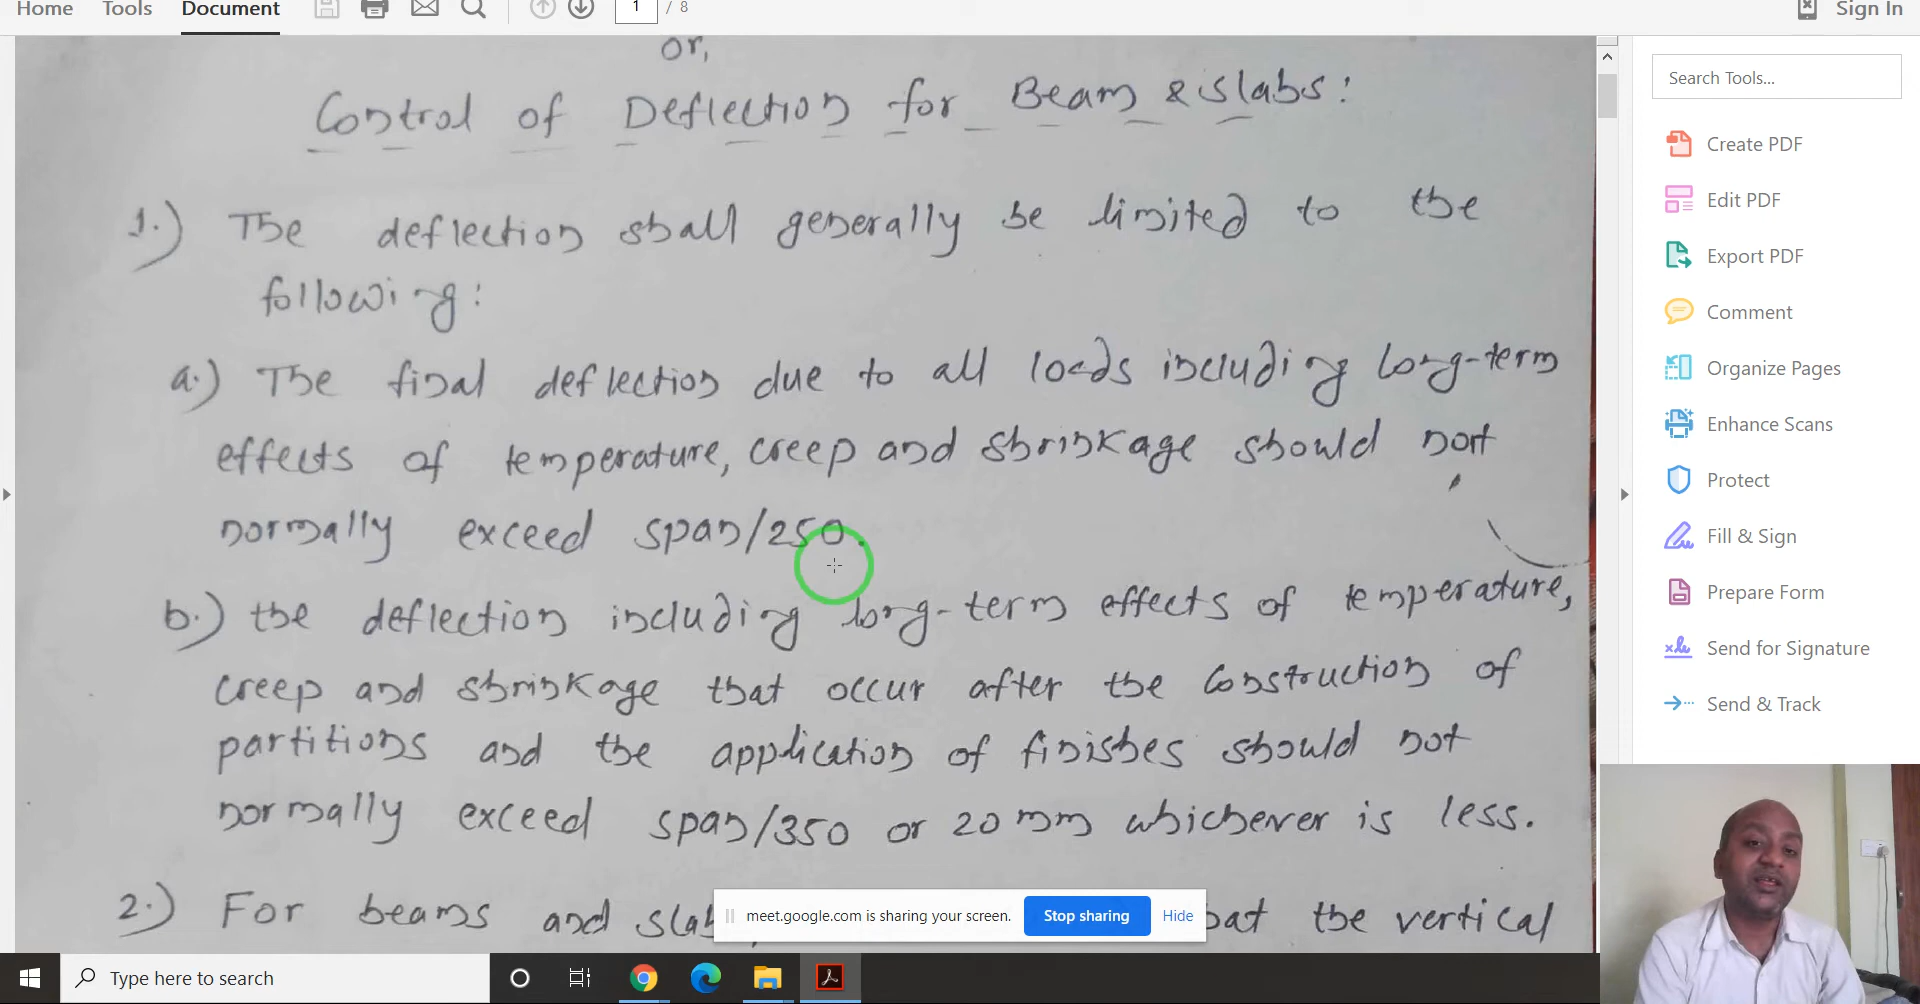 Home Tools Document 1 / 8 Sign In
or,
Control of Deflection for Beam & Slabs:
1.) The deflection shall generally be limited to the
following:
a.) The final deflection due to all loads including long-term
effects of temperature, creep and shrinkage should not
normally exceed span/250.
b.) the deflection including long-term effects of temperature,
creep and shrinkage that occur after the construction of
partitions and the application of finishes should not
normally exceed span/350 or 20 mm whichever is less.
2.) For beams and slab the vertical
Search Tools...
Create PDF
Edit PDF
Export PDF
Comment
Organize Pages
Enhance Scans
Protect
Fill & Sign
Prepare Form
Send for Signature
Send & Track
meet.google.com is sharing your screen. Stop sharing Hide
Type here to search